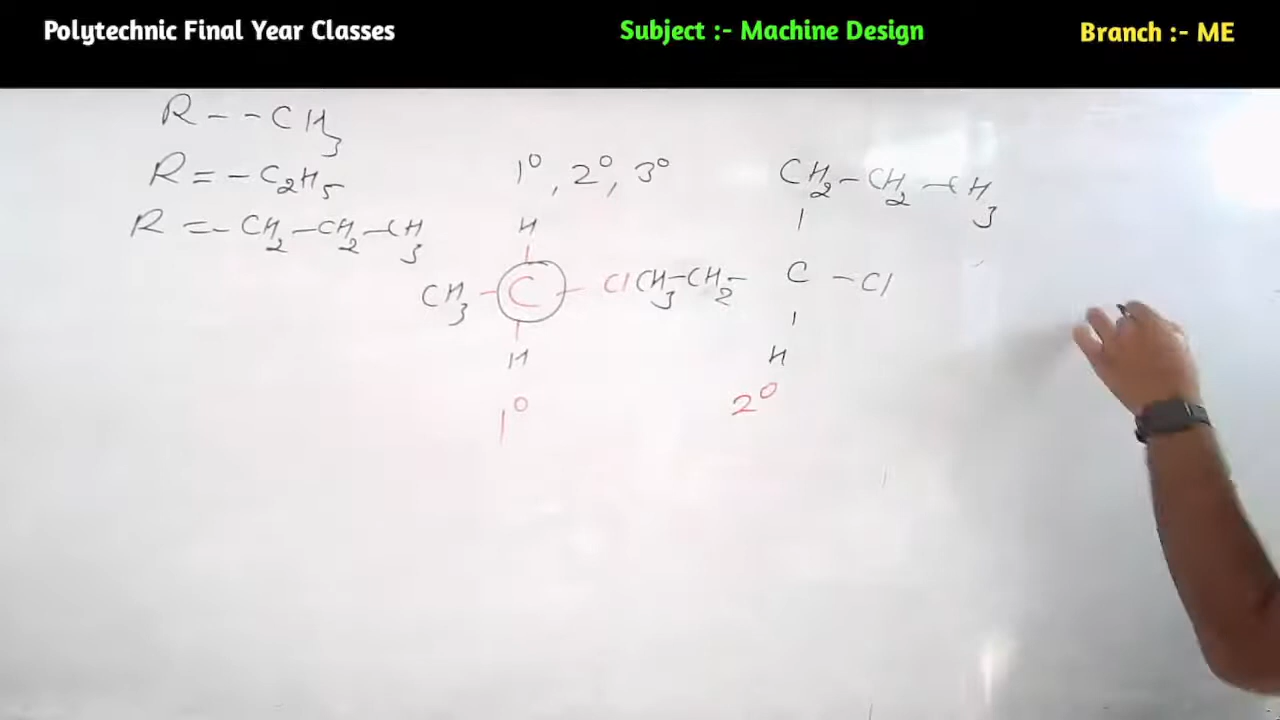 Polytechnic Final Year Classes
Subject :- Machine Design
Branch :- ME
R--CH3
R=-C2H5
R=-CH2-CH2-CH3
1°, 2°, 3°
H
CH3-C-Cl
H
1°
CH2-CH2-CH3
CH3-CH2-C-Cl
H
2°